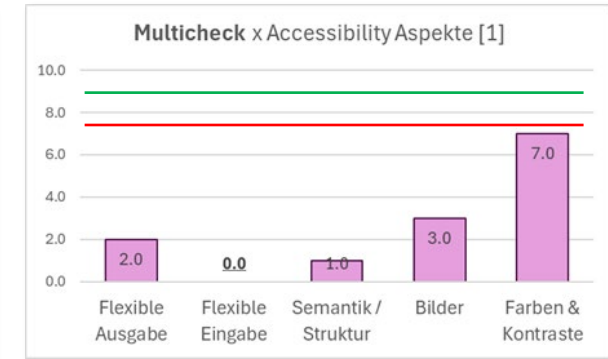 Multicheck x Accessibility Aspekte [1]
10.0
8.0
6.0
4.0
2.0
0.0
2.0
0.0
1.0
3.0
7.0
Flexible
Ausgabe
Flexible
Eingabe
Semantik /
Struktur
Bilder
Farben &
Kontraste